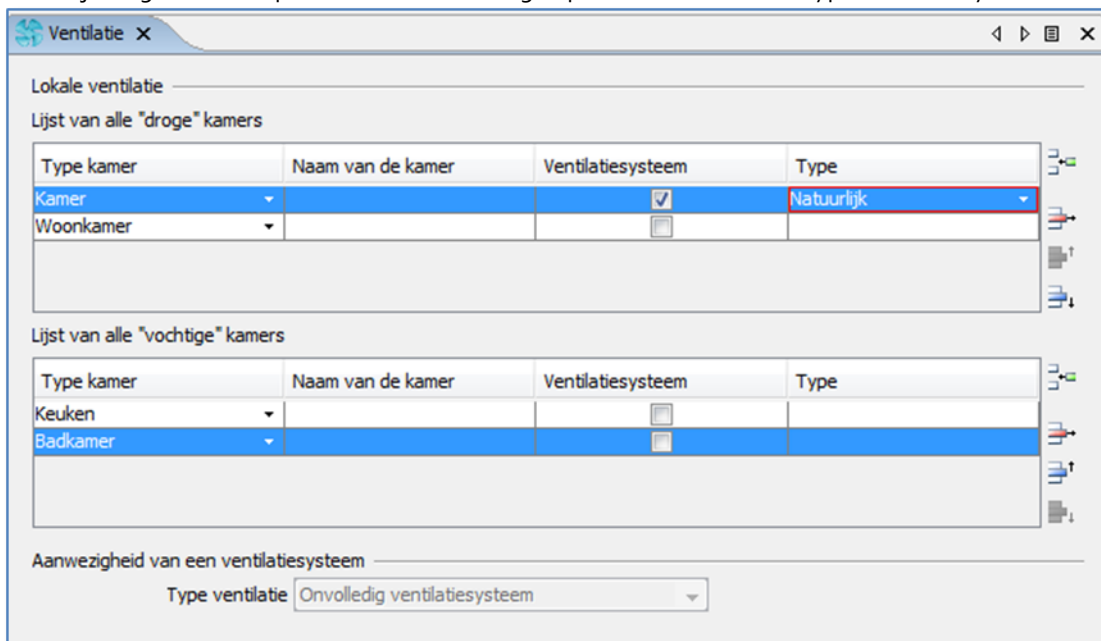 Ventilatie
Lokale ventilatie
Lijst van alle "droge" kamers
Type kamer Naam van de kamer Ventilatiesysteem Type
Kamer Natuurlijk
Woonkamer
Lijst van alle "vochtige" kamers
Type kamer Naam van de kamer Ventilatiesysteem Type
Keuken
Badkamer
Aanwezigheid van een ventilatiesysteem
Type ventilatie Onvolledig ventilatiesysteem